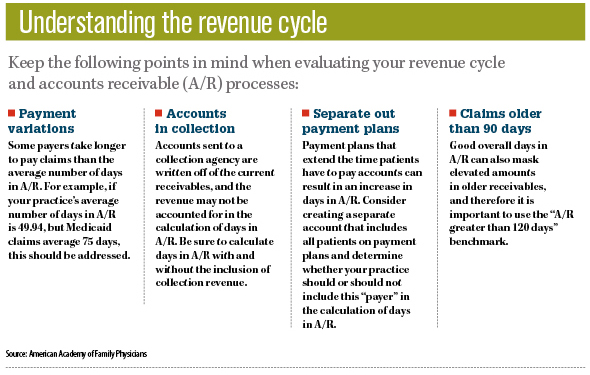 Understanding the revenue cycle
Keep the following points in mind when evaluating your revenue cycle
and accounts receivable (A/R) processes:
Payment
variations
Some payers take longer
to pay claims than the
average number of days
in A/R. For example, if
your practice's average
number of days in A/R
is 49.94, but Medicaid
claims average 75 days,
this should be addressed.
Accounts
in collection
Accounts sent to a
collection agency are
written off of the current
receivables, and the
revenue may not be
accounted for in the
calculation of days in
A/R. Be sure to calculate
days in A/R with and
without the inclusion of
collection revenue.
Separate out
payment plans
Payment plans that
extend the time patients
have to pay accounts can
result in an increase in
days in A/R. Consider
creating a separate
account that includes
all patients on payment
plans and determine
whether your practice
should or should not
include this “payer” in
the calculation of days
in A/R.
Claims older
than 90 days
Good overall days in
A/R can also mask
elevated amounts
in older receivables,
and therefore it is
important to use the “A/R
greater than 120 days”
benchmark.
Source: American Academy of Family Physicians